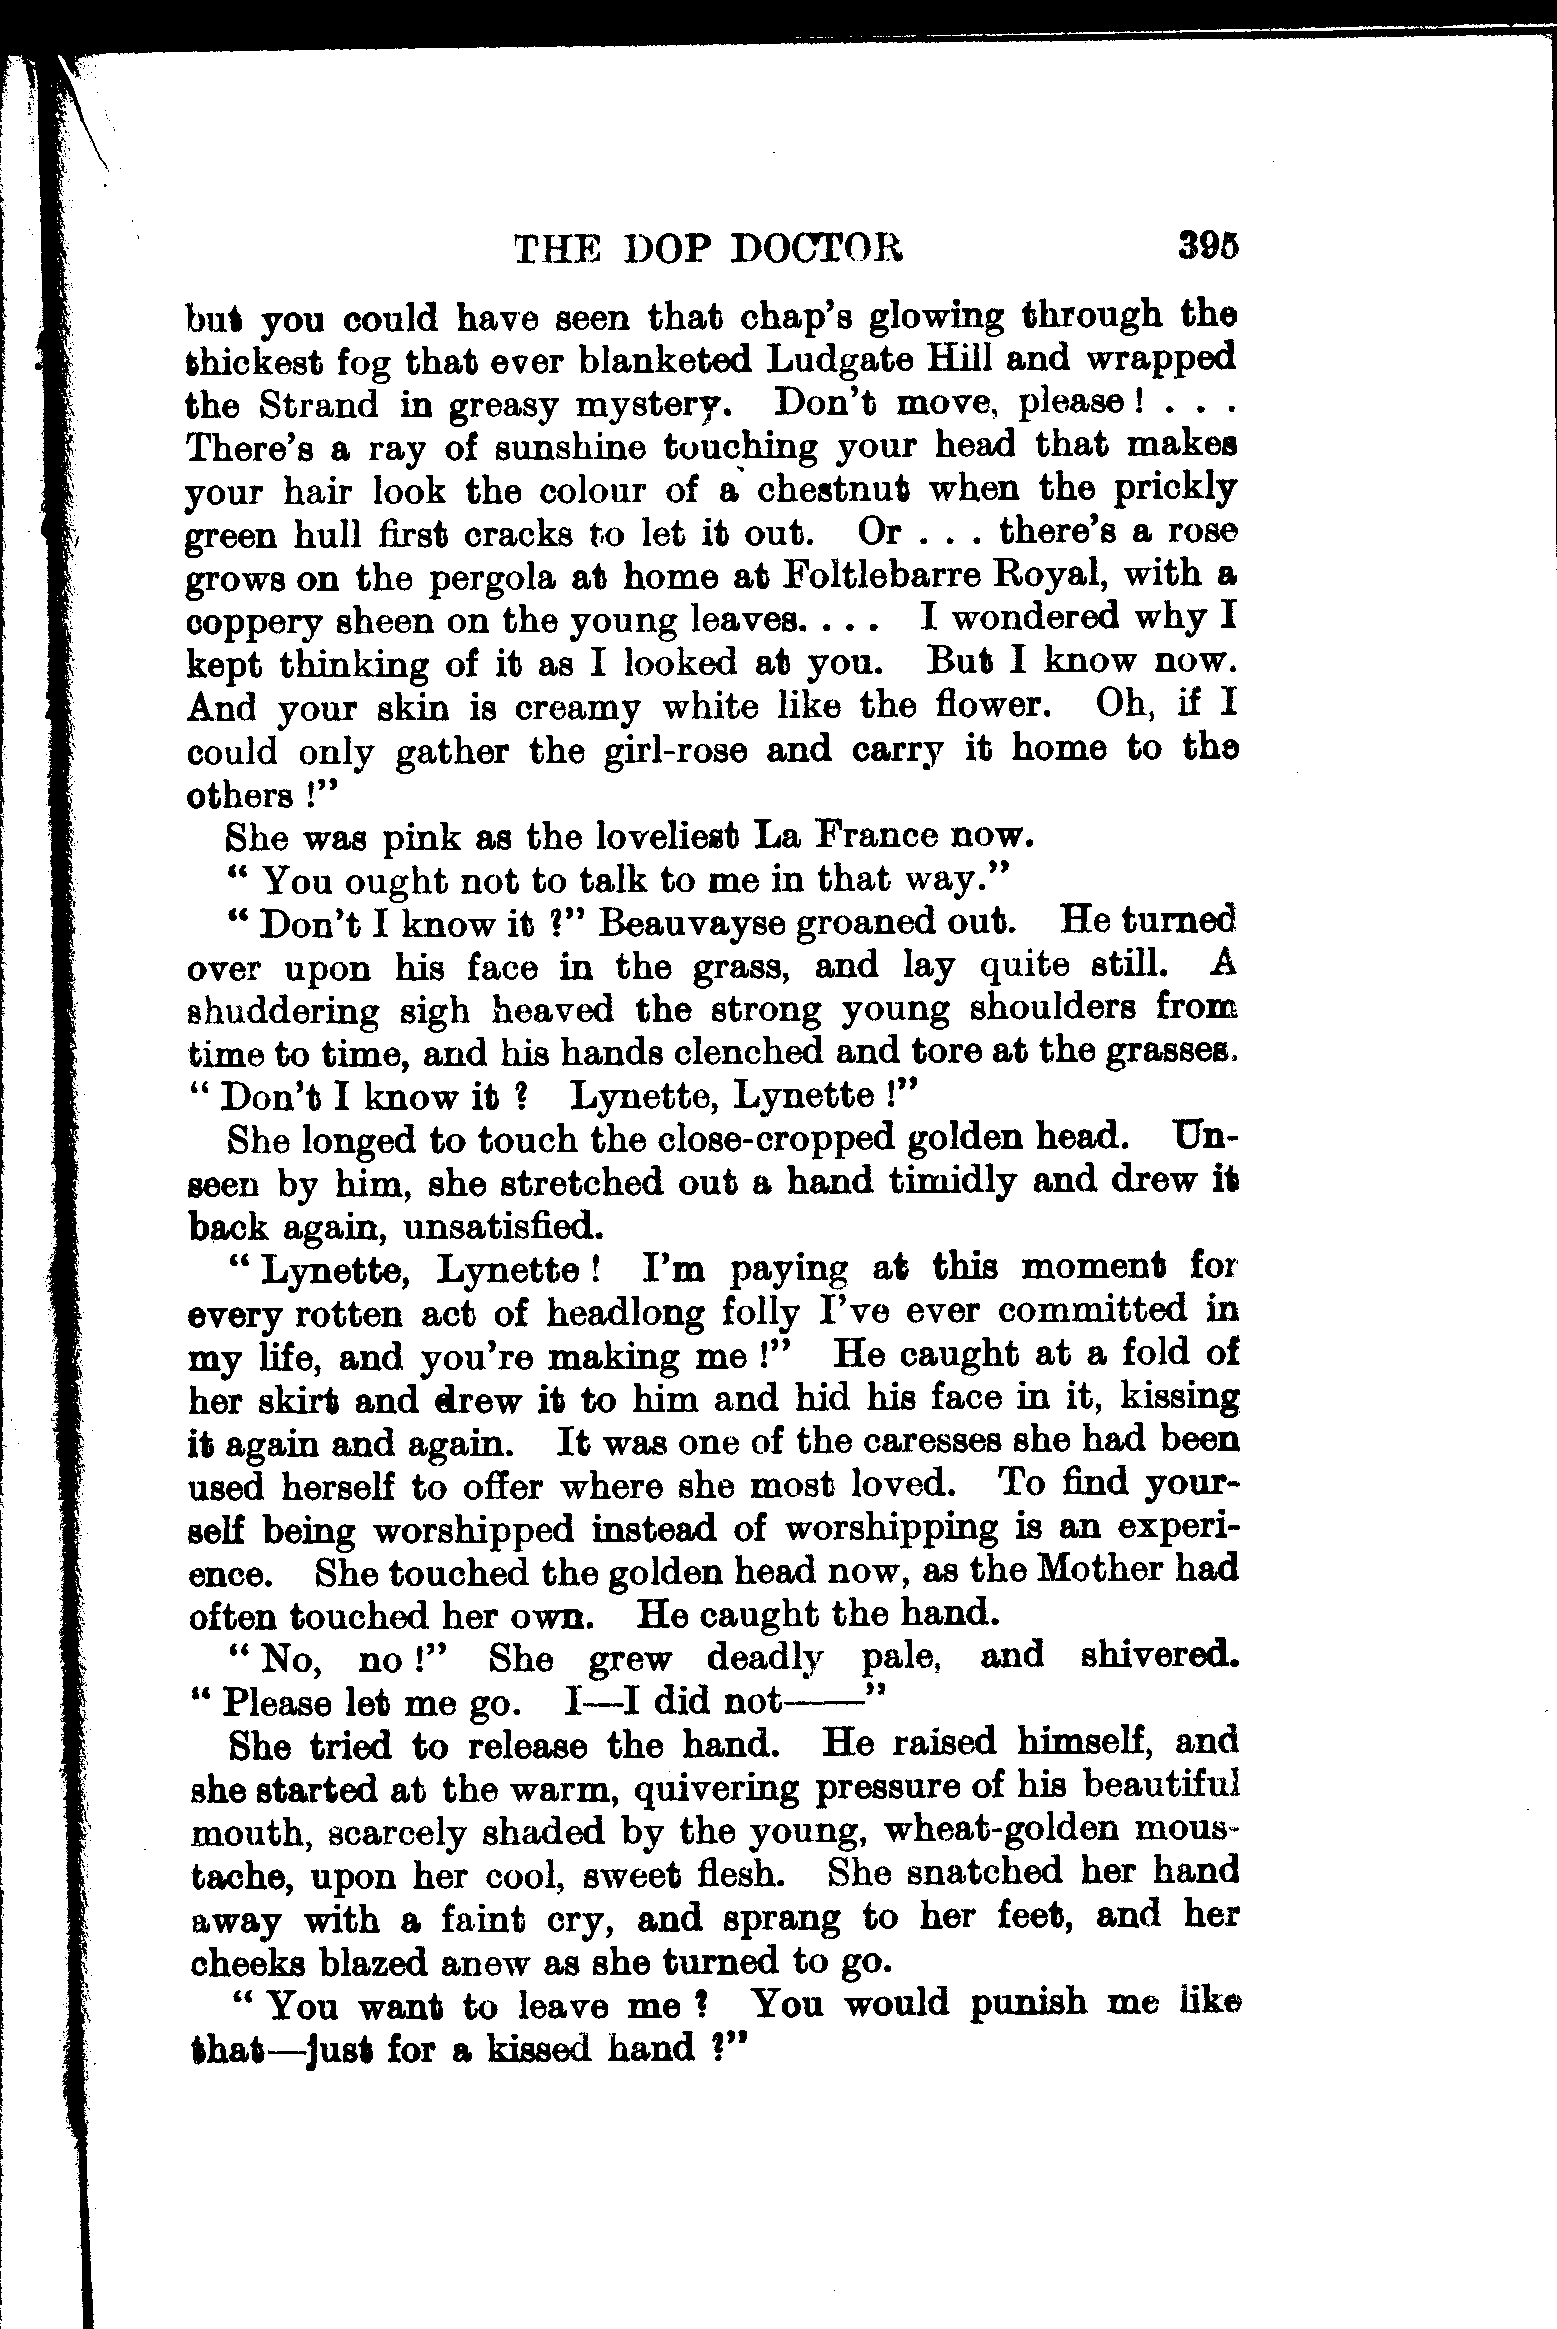 THE DOP DOCTOR 395
but you could have seen that chap's glowing through the
thickest fog that ever blanketed Ludgate Hill and wrapped
the Strand in greasy mystery. Don't move, please! . . .
There's a ray of sunshine touching your head that makes
your hair look the colour of a chestnut when the prickly
green hull first cracks to let it out. Or . . . there's a rose
grows on the pergola at home at Foltlebarre Royal, with a
coppery sheen on the young leaves. . . . I wondered why I
kept thinking of it as I looked at you. But I know now.
And your skin is creamy white like the flower. Oh, if I
could only gather the girl-rose and carry it home to the
others !"
She was pink as the loveliest La France now.
" You ought not to talk to me in that way."
" Don't I know it ?" Beauvayse groaned out. He turned
over upon his face in the grass, and lay quite still. A
shuddering sigh heaved the strong young shoulders from
time to time, and his hands clenched and tore at the grasses.
" Don't I know it ? Lynette, Lynette !"
She longed to touch the close-cropped golden head. Un-
seen by him, she stretched out a hand timidly and drew it
back again, unsatisfied.
" Lynette, Lynette ! I'm paying at this moment for
every rotten act of headlong folly I've ever committed in
my life, and you're making me !" He caught at a fold of
her skirt and drew it to him and hid his face in it, kissing
it again and again. It was one of the caresses she had been
used herself to offer where she most loved. To find your-
self being worshipped instead of worshipping is an experi-
ence. She touched the golden head now, as the Mother had
often touched her own. He caught the hand.
" No, no !" She grew deadly pale, and shivered.
" Please let me go. I—I did not——"
She tried to release the hand. He raised himself, and
she started at the warm, quivering pressure of his beautiful
mouth, scarcely shaded by the young, wheat-golden mous-
tache, upon her cool, sweet flesh. She snatched her hand
away with a faint cry, and sprang to her feet, and her
cheeks blazed anew as she turned to go.
" You want to leave me ? You would punish me like
that—just for a kissed hand ?"